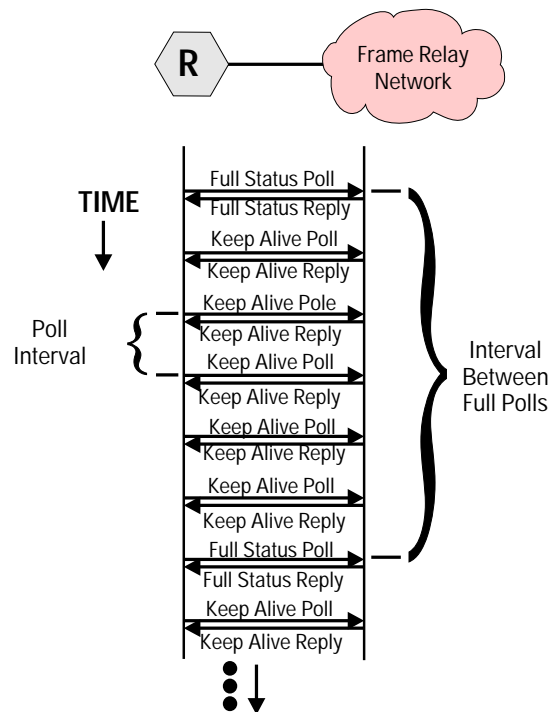 R
Frame Relay
Network
TIME
Full Status Poll
Full Status Reply
Keep Alive Poll
Keep Alive Reply
Keep Alive Pole
Keep Alive Reply
Poll
Interval
Keep Alive Poll
Keep Alive Reply
Interval
Between
Full Polls
Keep Alive Poll
Keep Alive Reply
Keep Alive Poll
Keep Alive Reply
Full Status Poll
Full Status Reply
Keep Alive Poll
Keep Alive Reply